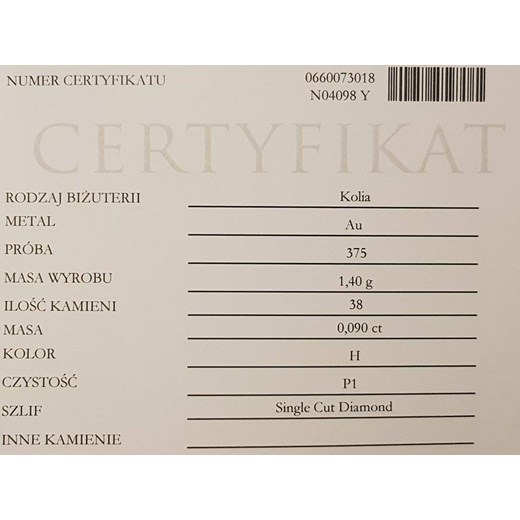 NUMER CERTYFIKATU 0660073018
N04098 Y
CERTYFIKAT
RODZAJ BIŻUTERII Kolia
METAL Au
PRÓBA 375
MASA WYROBU 1,40 g
ILOŚĆ KAMIENI 38
MASA 0,090 ct
KOLOR H
CZYSTOŚĆ P1
SZLIF Single Cut Diamond
INNE KAMIENIE